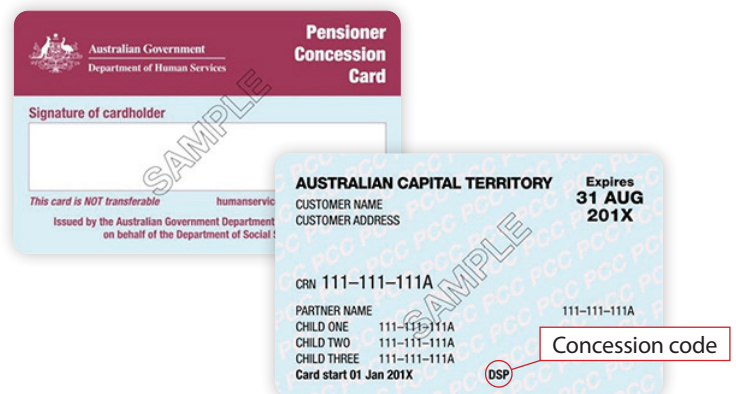 Australian Government
Department of Human Services
Pensioner
Concession
Card
Signature of cardholder
SAMPLE
This card is NOT transferable
humanservic
Issued by the Australian Government Department
on behalf of the Department of Social S
AUSTRALIAN CAPITAL TERRITORY
Expires
31 AUG
201X
CUSTOMER NAME
CUSTOMER ADDRESS
SAMPLE
CRN 111–111–111A
PARTNER NAME 111–111–111A
CHILD ONE 111–111–111A
CHILD TWO 111–111–111A
CHILD THREE 111–111–111A
Card start 01 Jan 201X DSP
Concession code
PCC PCC PCC PCC